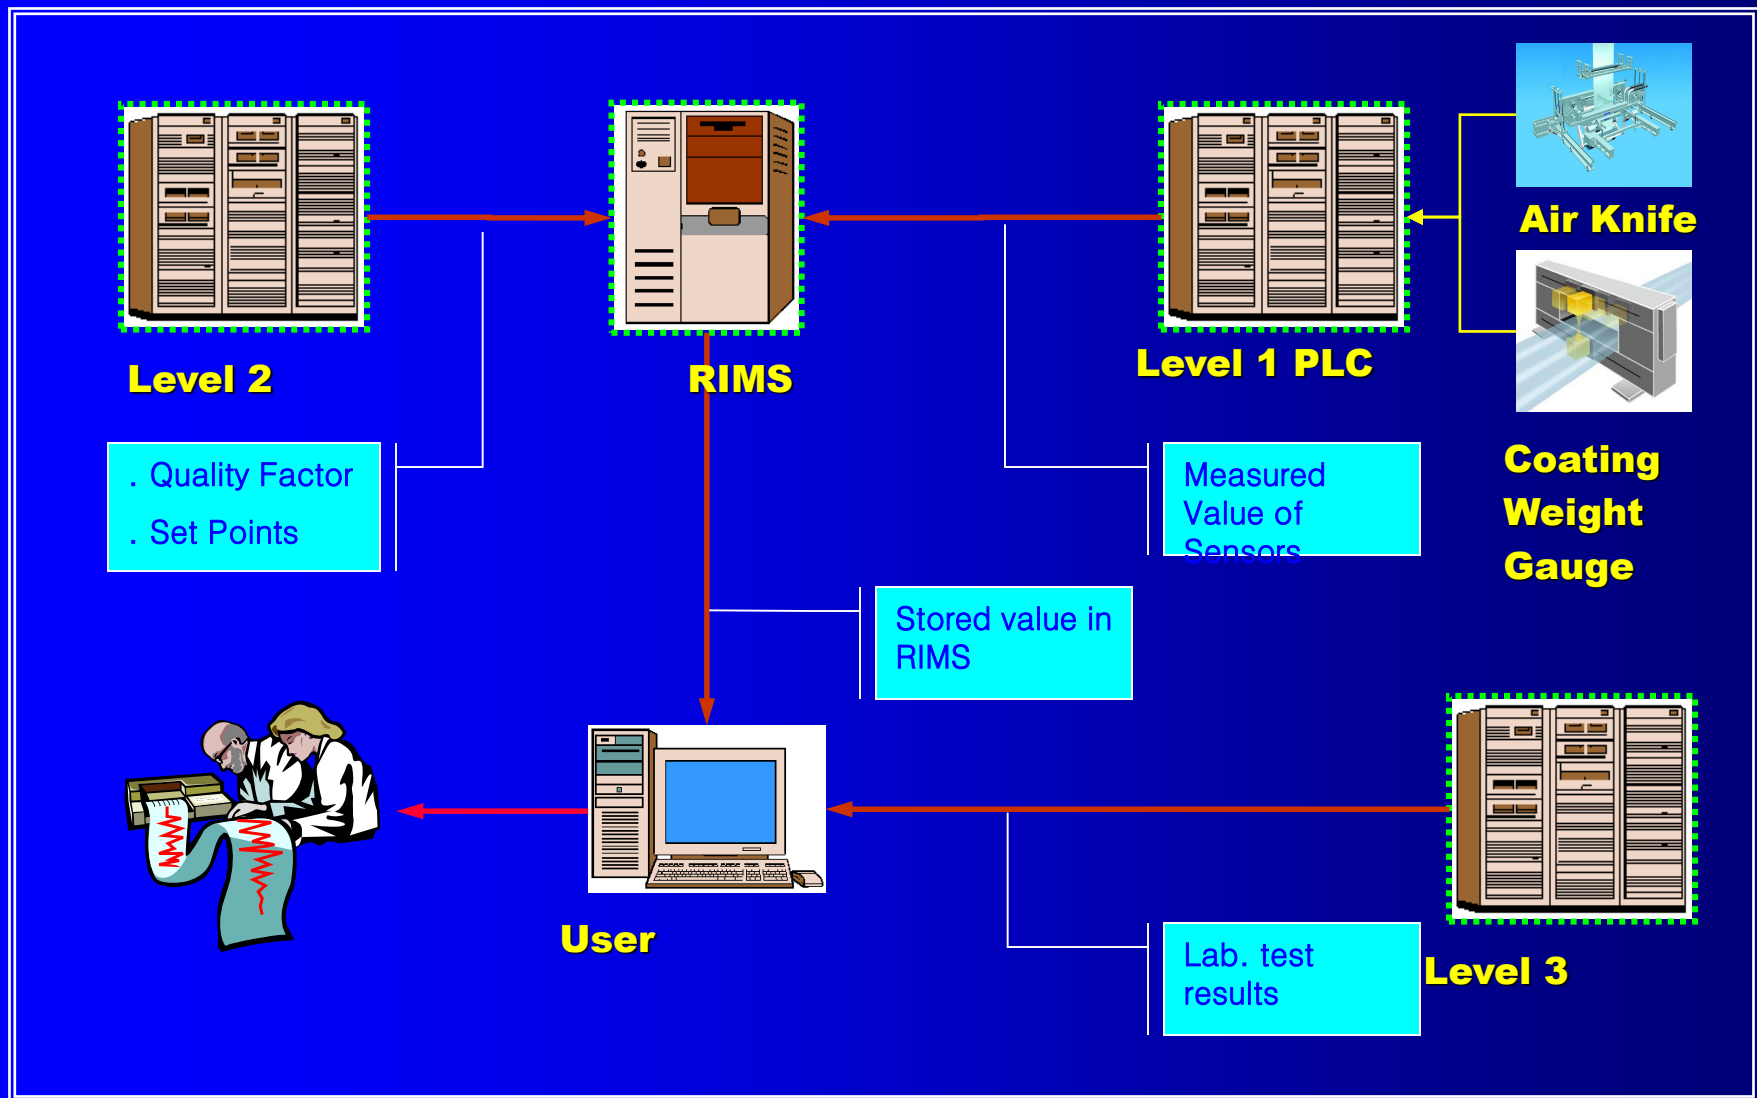 Air Knife
Level 2
RIMS
Level 1 PLC
. Quality Factor
. Set Points
Measured
Value of
Sensors
Coating
Weight
Gauge
Stored value in
RIMS
User
Lab. test
results
Level 3